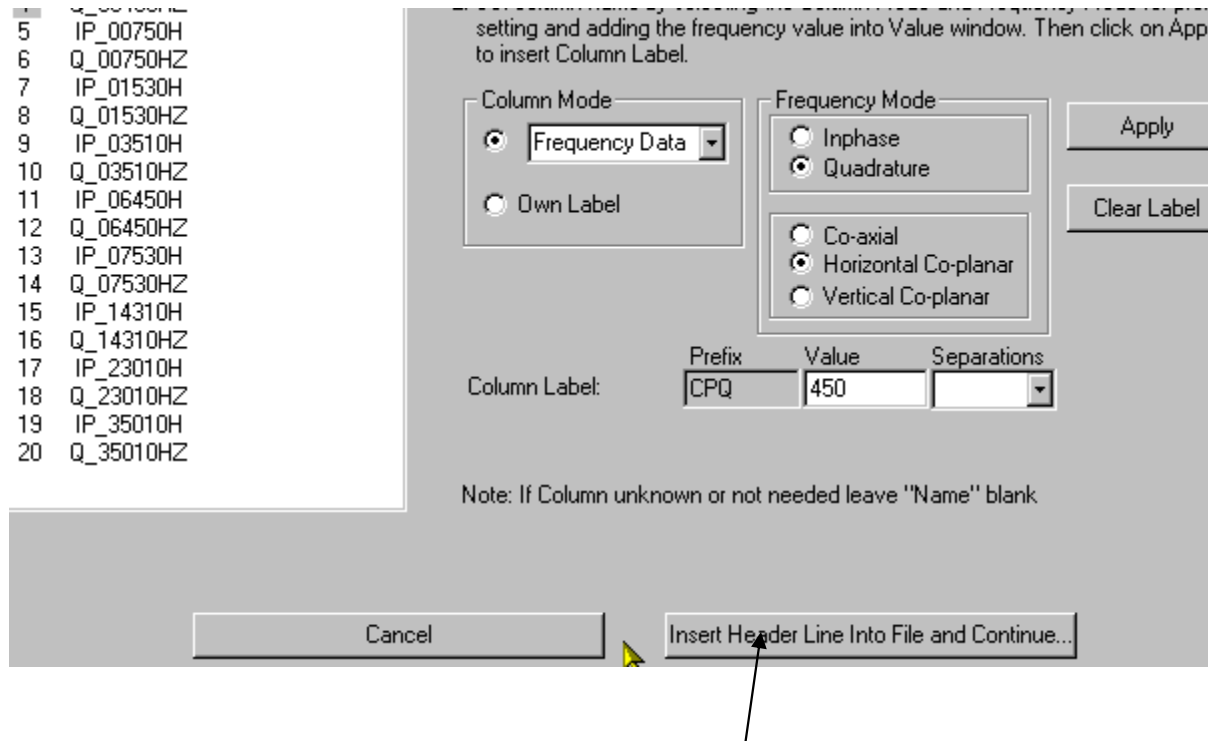 5 IP_00750H
6 Q_00750HZ
7 IP_01530H
8 Q_01530HZ
9 IP_03510H
10 Q_03510HZ
11 IP_06450H
12 Q_06450HZ
13 IP_07530H
14 Q_07530HZ
15 IP_14310H
16 Q_14310HZ
17 IP_23010H
18 Q_23010HZ
19 IP_35010H
20 Q_35010HZ
setting and adding the frequency value into Value window. Then click on App
to insert Column Label.
Column Mode
Frequency Data
Own Label
Frequency Mode
Inphase
Quadrature
Co-axial
Horizontal Co-planar
Vertical Co-planar
Apply
Clear Label
Prefix Value Separations
Column Label: CPQ 450
Note: If Column unknown or not needed leave "Name" blank
Cancel
Insert Header Line Into File and Continue...